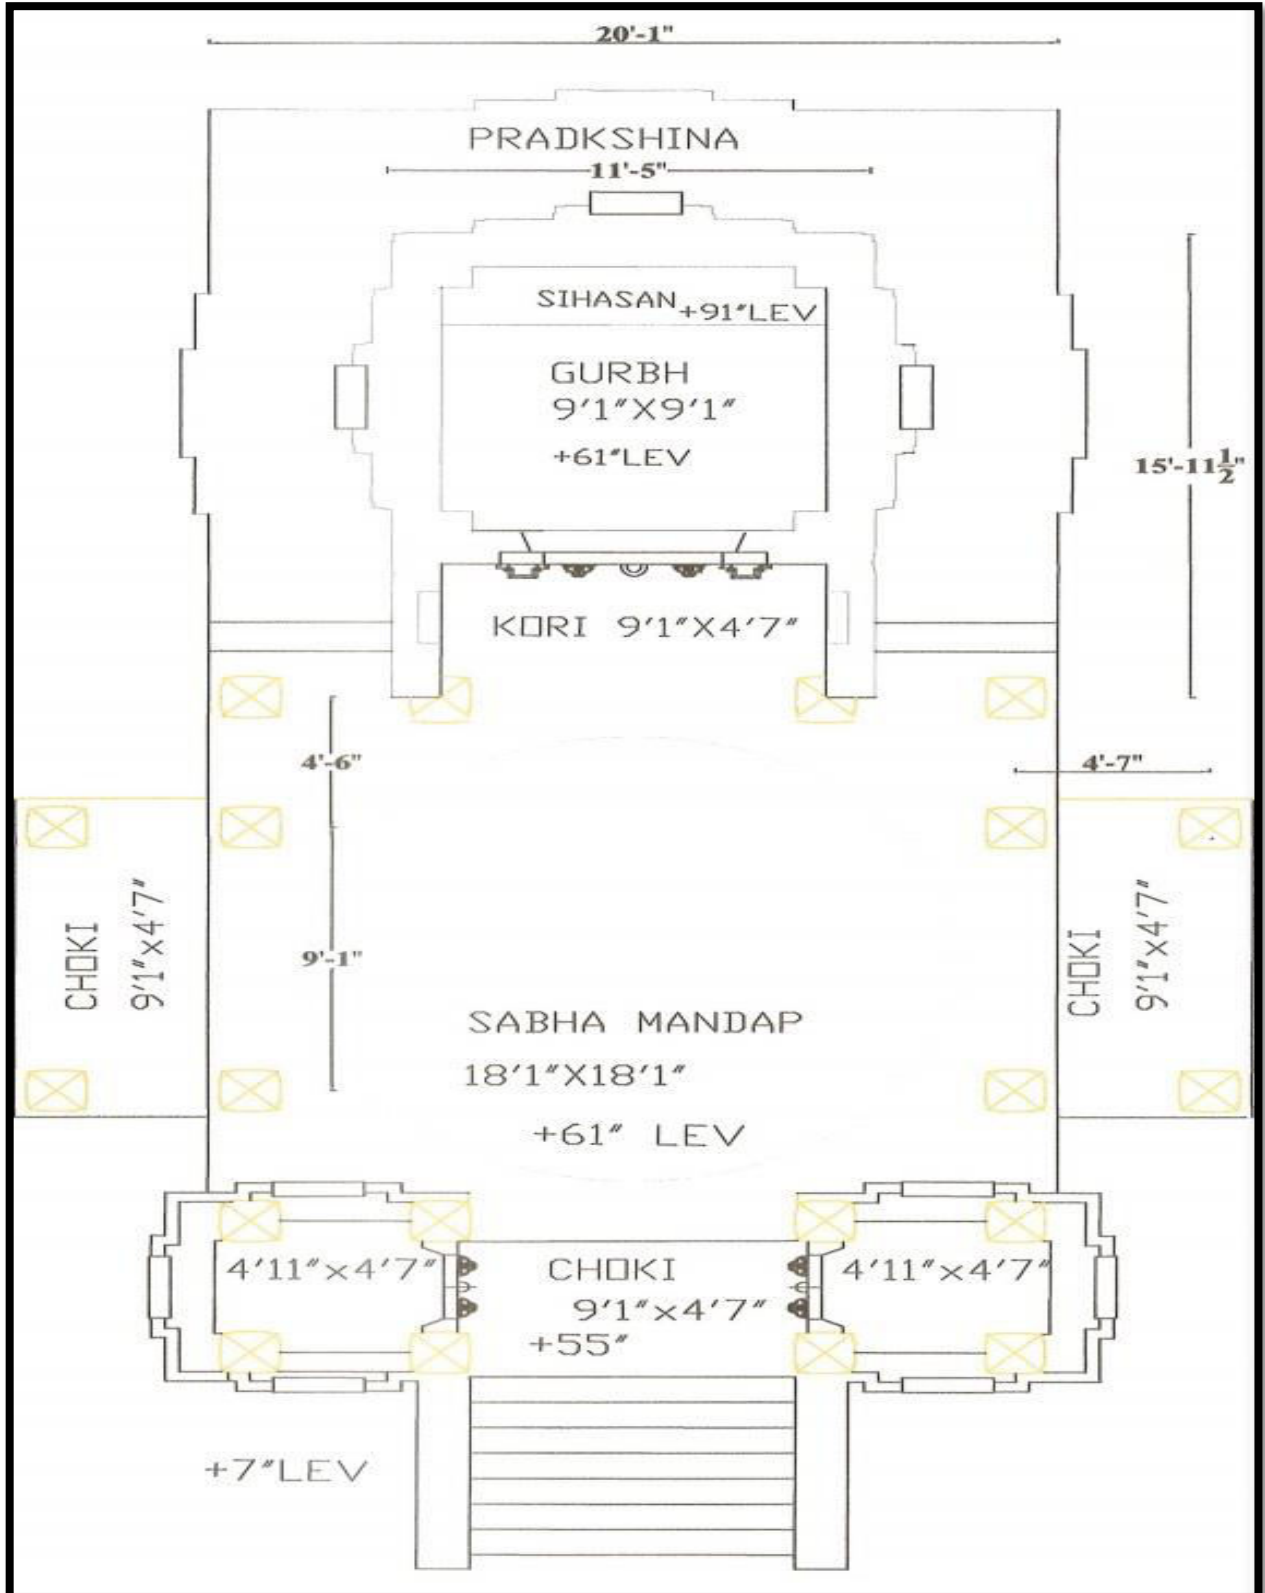 20'-1"
PRADKSHINA
11'-5"
SIHASAN +91"LEV
GURBH
9'1"X9'1"
+61"LEV
15'-11½"
KORI 9'1"X4'7"
4'-6"
4'-7"
CHOKI
9'1"x4'7"
9'-1"
CHOKI
9'1"x4'7"
SABHA MANDAP
18'1"X18'1"
+61" LEV
4'11"x4'7"
CHOKI
9'1"x4'7"
+55"
4'11"x4'7"
+7"LEV